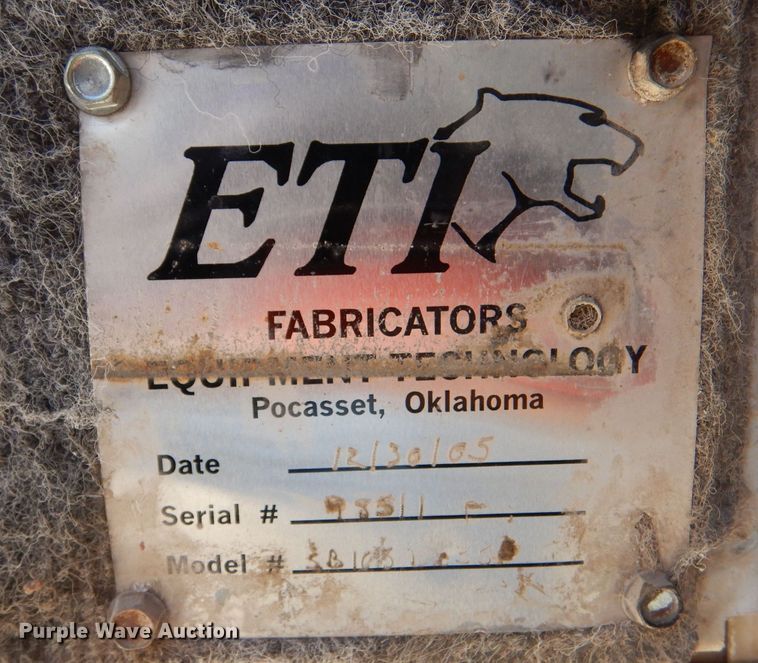 ETI
FABRICATORS
EQUIPMENT TECHNOLOGY
Pocasset, Oklahoma
Date 12/30/05
Serial #
Model #
Purple Wave Auction